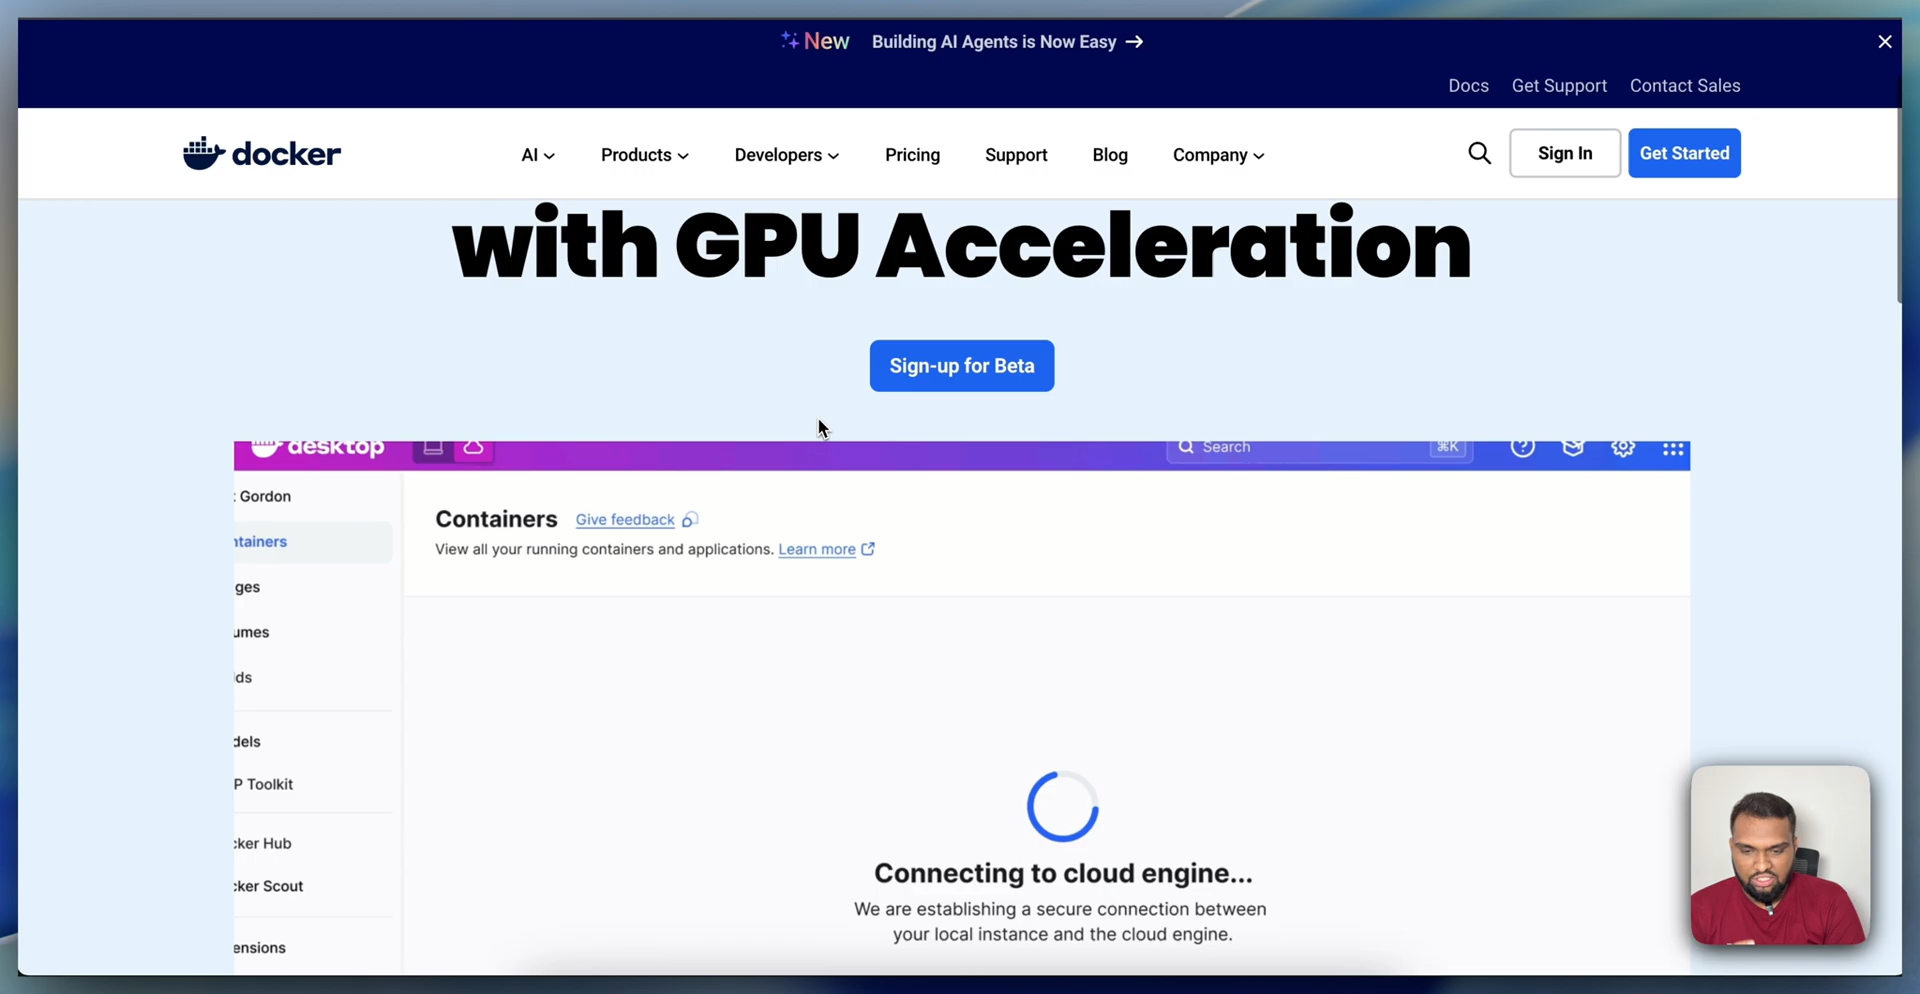 New Building AI Agents is Now Easy →
Docs Get Support Contact Sales
docker AI Products Developers Pricing Support Blog Company Sign In Get Started
with GPU Acceleration
Sign-up for Beta
desktop Search ⌘K
: Gordon
ntainers
ges
umes
ds
dels
P Toolkit
cker Hub
cker Scout
ensions
Containers Give feedback
View all your running containers and applications. Learn more
Connecting to cloud engine...
We are establishing a secure connection between
your local instance and the cloud engine.